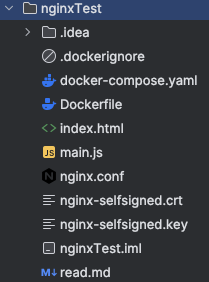 nginxTest
.idea
.dockerignore
docker-compose.yaml
Dockerfile
<> index.html
JS main.js
N nginx.conf
nginx-selfsigned.crt
nginx-selfsigned.key
nginxTest.iml
M↓ read.md